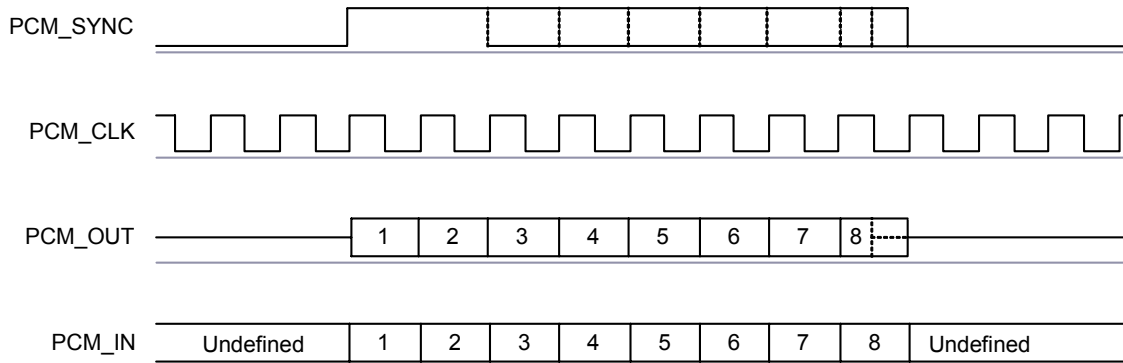 PCM_SYNC
PCM_CLK
PCM_OUT 1 2 3 4 5 6 7 8
PCM_IN Undefined 1 2 3 4 5 6 7 8 Undefined